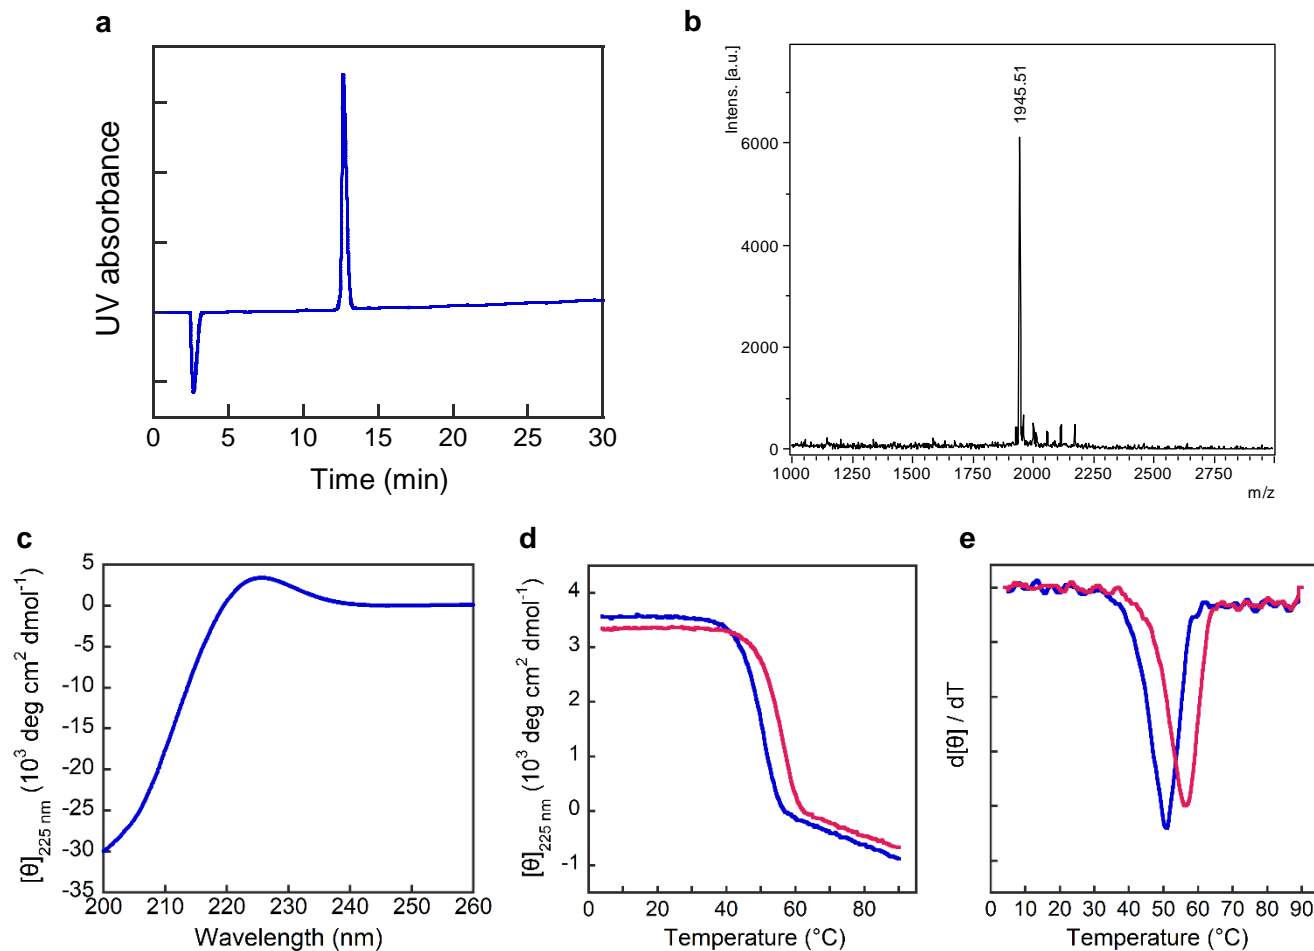 a
UV absorbance
0 5 10 15 20 25 30
Time (min)
b
Intens. [a.u.]
1945.51
6000
4000
2000
0
1000 1250 1500 1750 2000 2250 2500 2750
m/z
c
[θ]225 nm (10³ deg cm² dmol⁻¹)
5
0
-5
-10
-15
-20
-25
-30
-35
200 210 220 230 240 250 260
Wavelength (nm)
d
[θ]225 nm (10³ deg cm² dmol⁻¹)
4
3
2
1
0
-1
0 20 40 60 80
Temperature (°C)
e
d[θ] / dT
0 10 20 30 40 50 60 70 80 90
Temperature (°C)